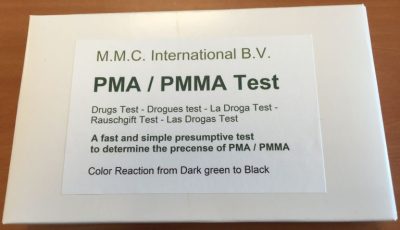 M.M.C. International B.V.
PMA / PMMA Test
Drugs Test - Drogues test - La Droga Test -
Rauschgift Test - Las Drogas Test
A fast and simple presumptive test
to determine the precense of PMA / PMMA
Color Reaction from Dark green to Black